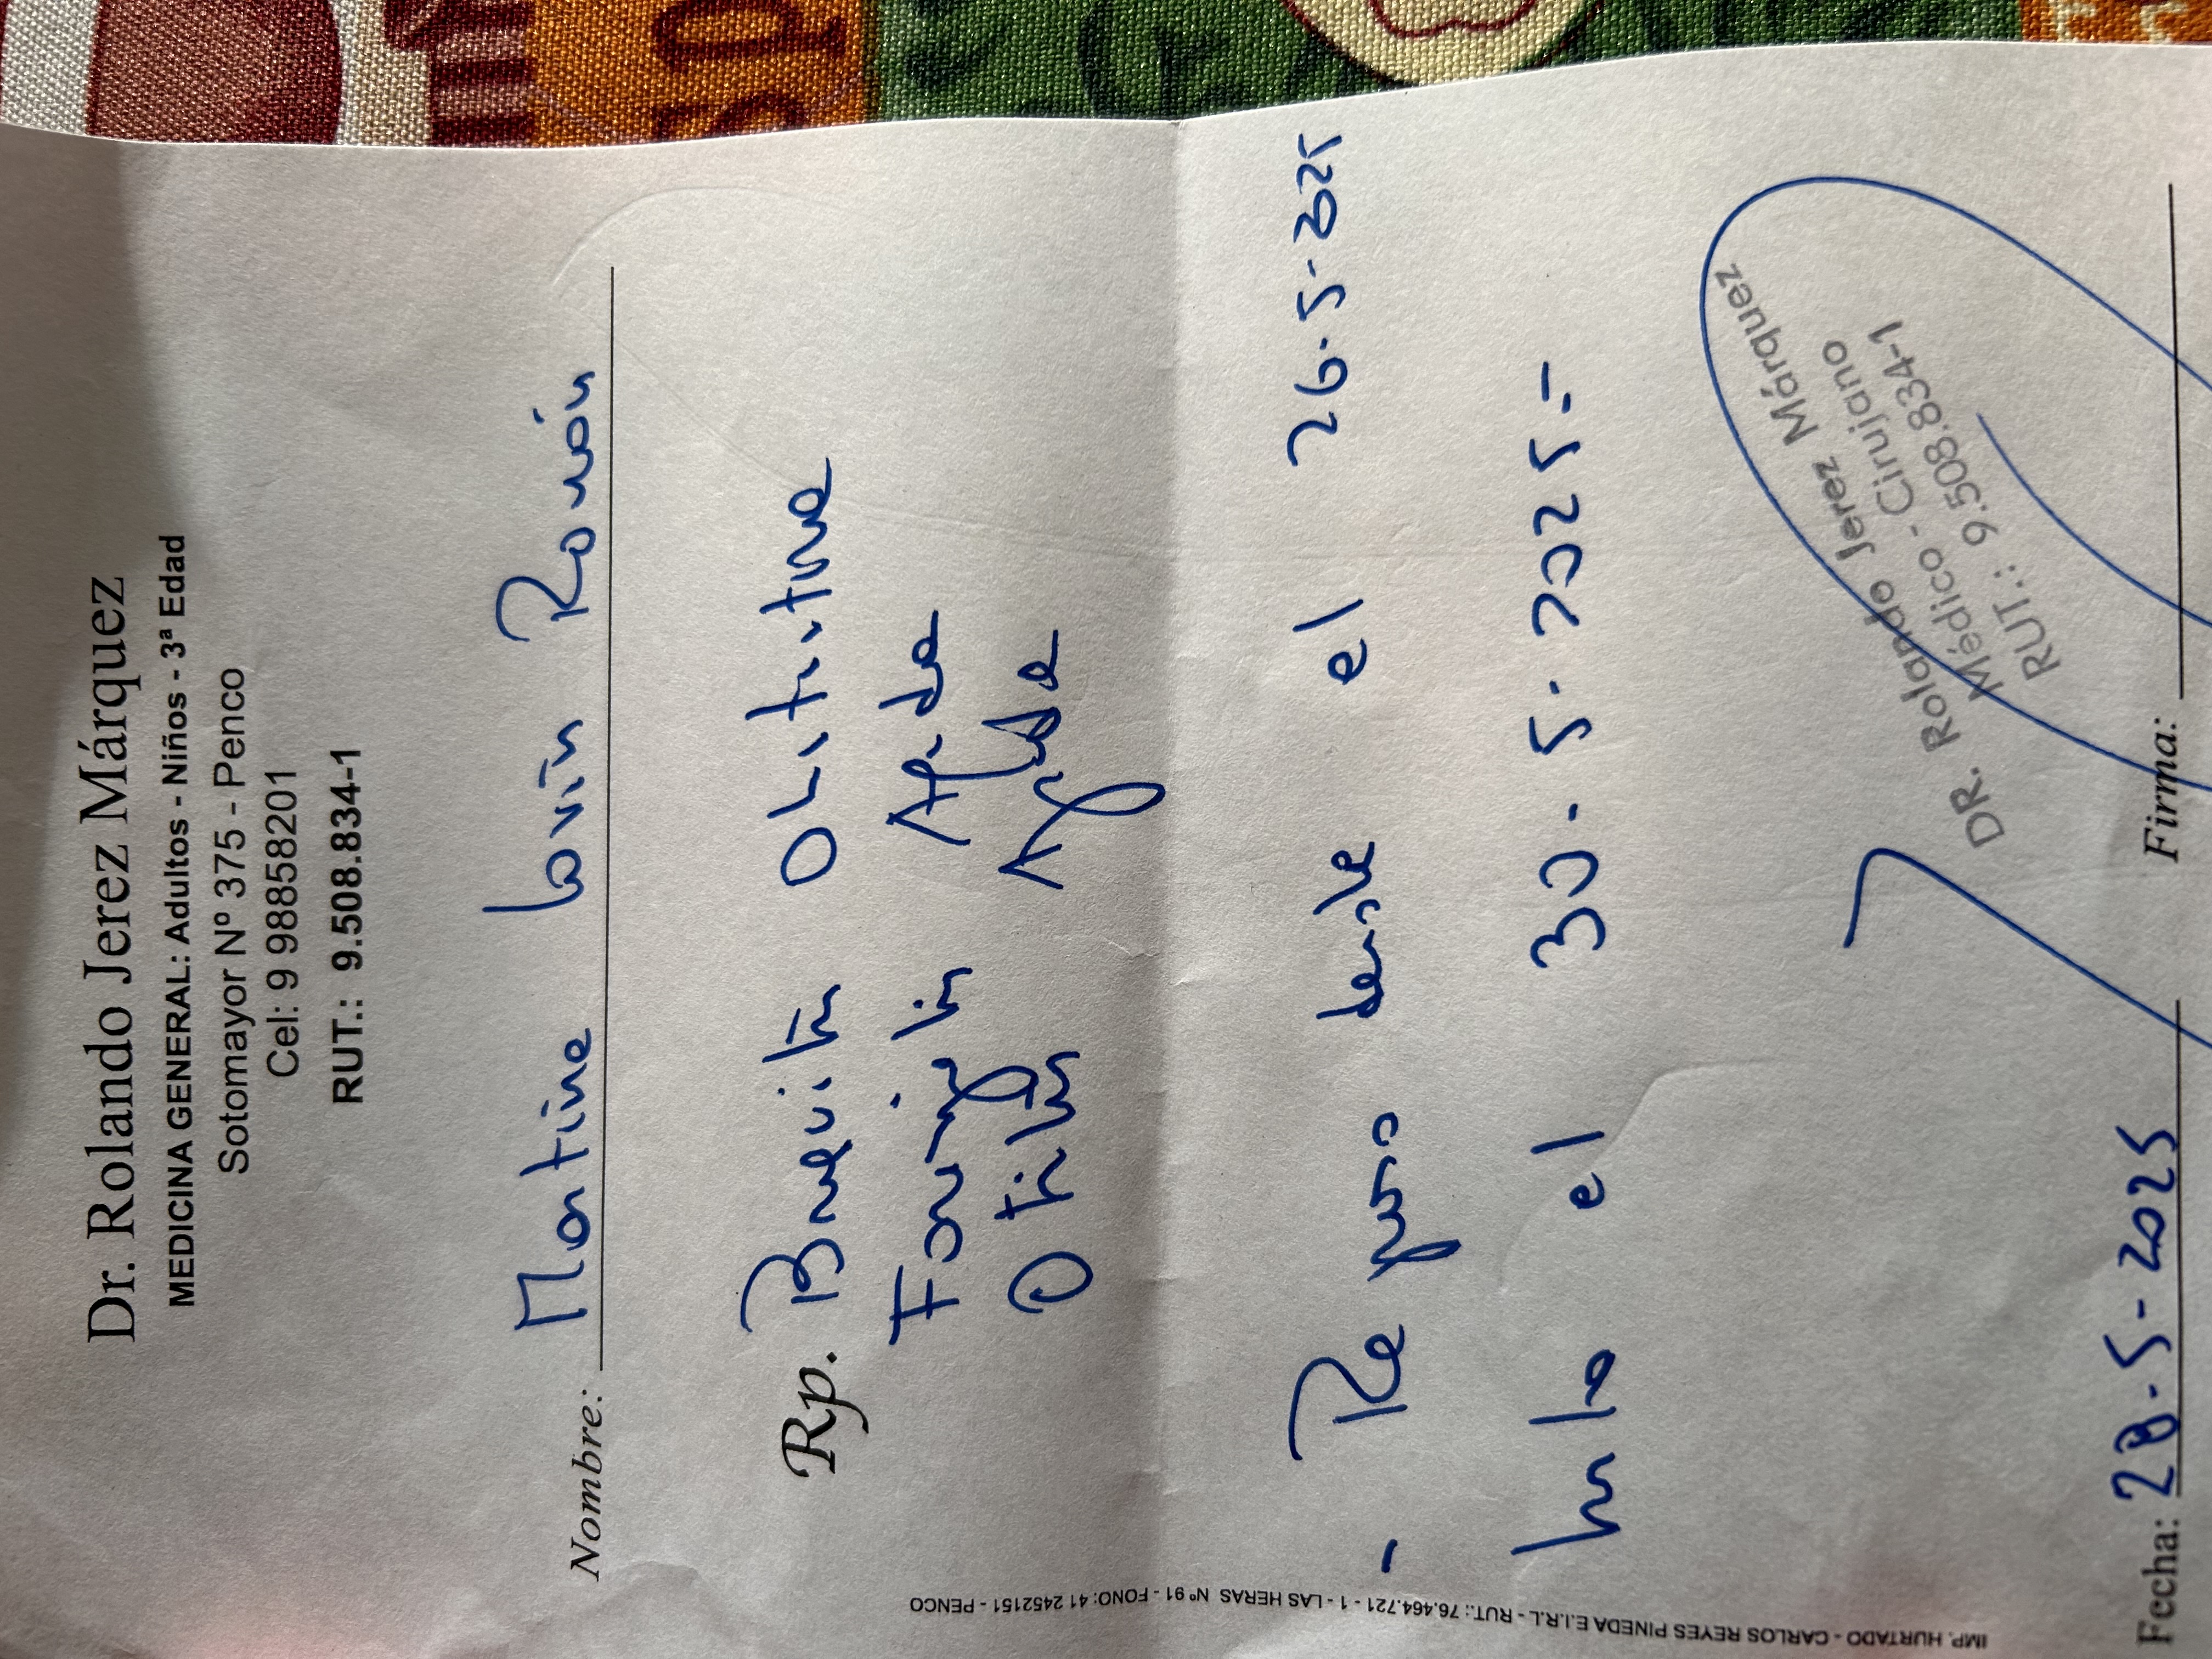 Dr. Rolando Jerez Márquez
MEDICINA GENERAL: Adultos - Niños - 3ª Edad
Sotomayor Nº 375 - Penco
Cel: 9 98858201
RUT.: 9.508.834-1
Nombre: Martina Román
Rp. Bronquitis Obstructiva
Faringitis Aguda
Otitis Aguda
- Reposo desde el 26-5-2025
hasta el 30-5-2025-
DR. Rolando Jerez Márquez
Médico - Cirujano
RUT.: 9.508.834-1
Fecha: 28-5-2025 Firma:
IMP. HURTADO - CARLOS REYES PINEDA E.I.R.L - RUT.: 76.464.721 - 1 - LAS HERAS Nº 91 - FONO: 41 2452151 - PENCO